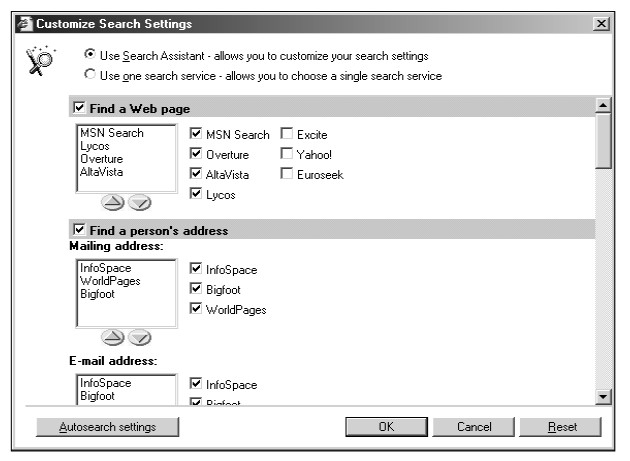 Customize Search Settings
Use Search Assistant - allows you to customize your search settings
Use one search service - allows you to choose a single search service
Find a Web page
MSN Search
Lycos
Overture
AltaVista
MSN Search Excite
Overture Yahoo!
AltaVista Euroseek
Lycos
Find a person's address
Mailing address:
InfoSpace
WorldPages
Bigfoot
InfoSpace
Bigfoot
WorldPages
E-mail address:
InfoSpace
Bigfoot
InfoSpace
Bigfoot
Autosearch settings OK Cancel Reset